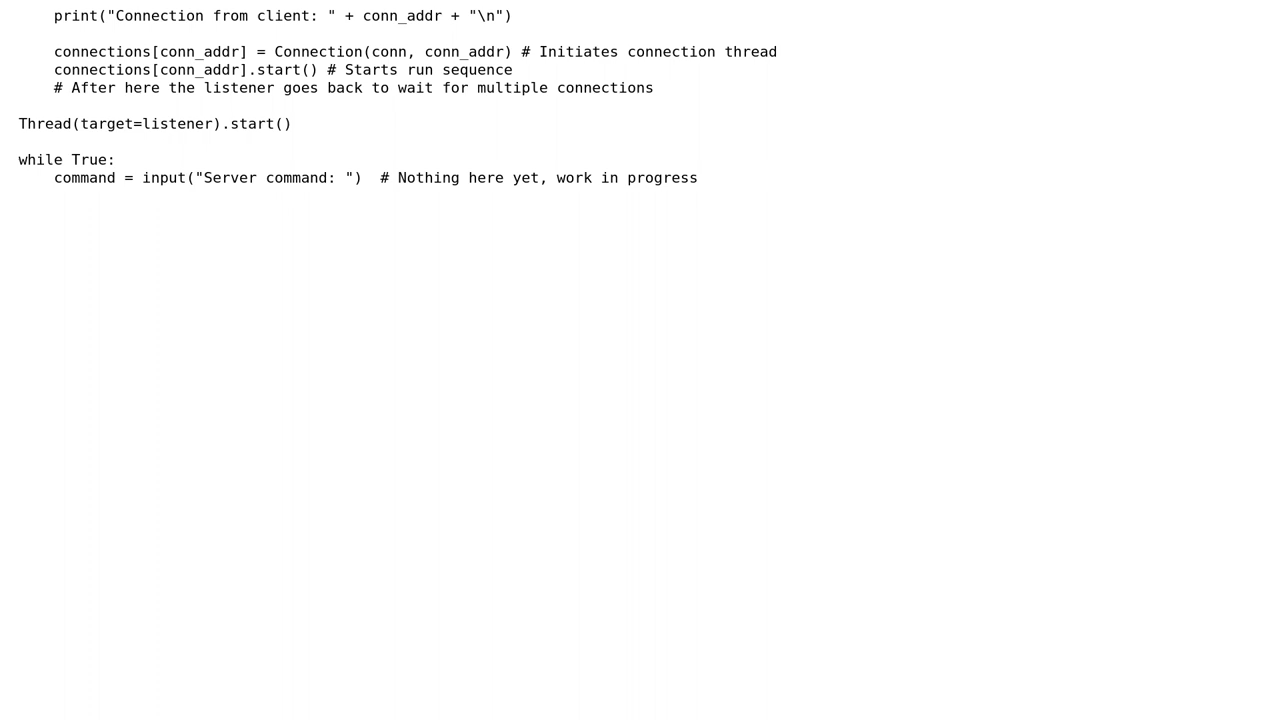 print("Connection from client: " + conn_addr + "\n")

    connections[conn_addr] = Connection(conn, conn_addr) # Initiates connection thread
    connections[conn_addr].start() # Starts run sequence
    # After here the listener goes back to wait for multiple connections

Thread(target=listener).start()

while True:
    command = input("Server command: ")  # Nothing here yet, work in progress